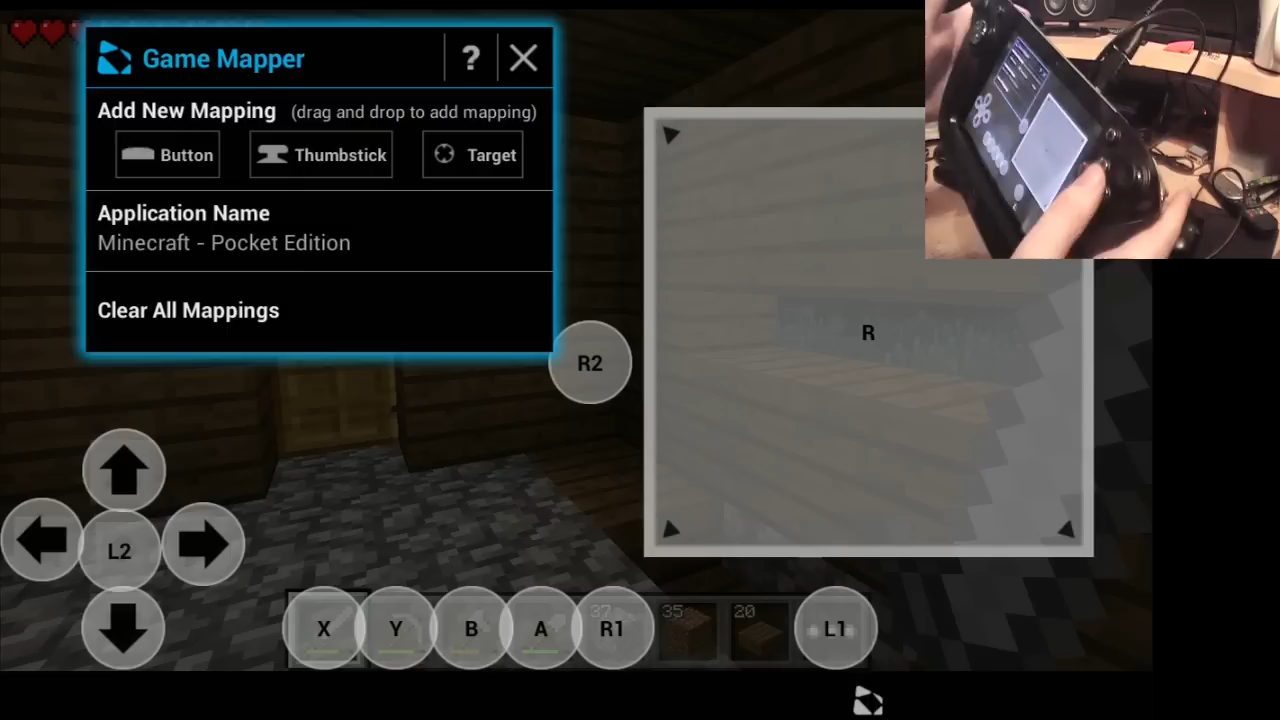 Game Mapper ?
Add New Mapping (drag and drop to add mapping)
Button Thumbstick Target
Application Name
Minecraft - Pocket Edition
Clear All Mappings
R
R2
L2
X Y B A R1 L1
37 35 20